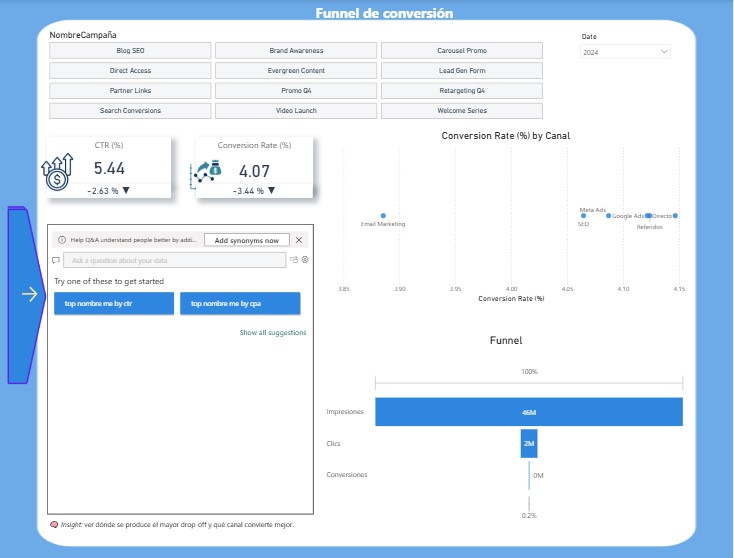 Funnel de conversión
NombreCampaña
Blog SEO
Brand Awareness
Carousel Promo
Direct Access
Evergreen Content
Lead Gen Form
Partner Links
Promo Q4
Retargeting Q4
Search Conversions
Video Launch
Welcome Series
Date
2024
CTR (%)
5.44
-2.63 % ▼
Conversion Rate (%)
4.07
-3.44 % ▼
Conversion Rate (%) by Canal
Email Marketing
Meta Ads
SEO
Google Ads
Directo
Referidos
3.85 3.90 3.95 4.00 4.05 4.10 4.15
Conversion Rate (%)
Help Q&A understand people better by addi...
Add synonyms now
Ask a question about your data
Try one of these to get started
top nombre me by ctr
top nombre me by cpa
Show all suggestions
Funnel
100%
Impresiones
46M
Clics
2M
Conversiones
0M
0.2%
Insight: ver dónde se produce el mayor drop-off y qué canal convierte mejor.